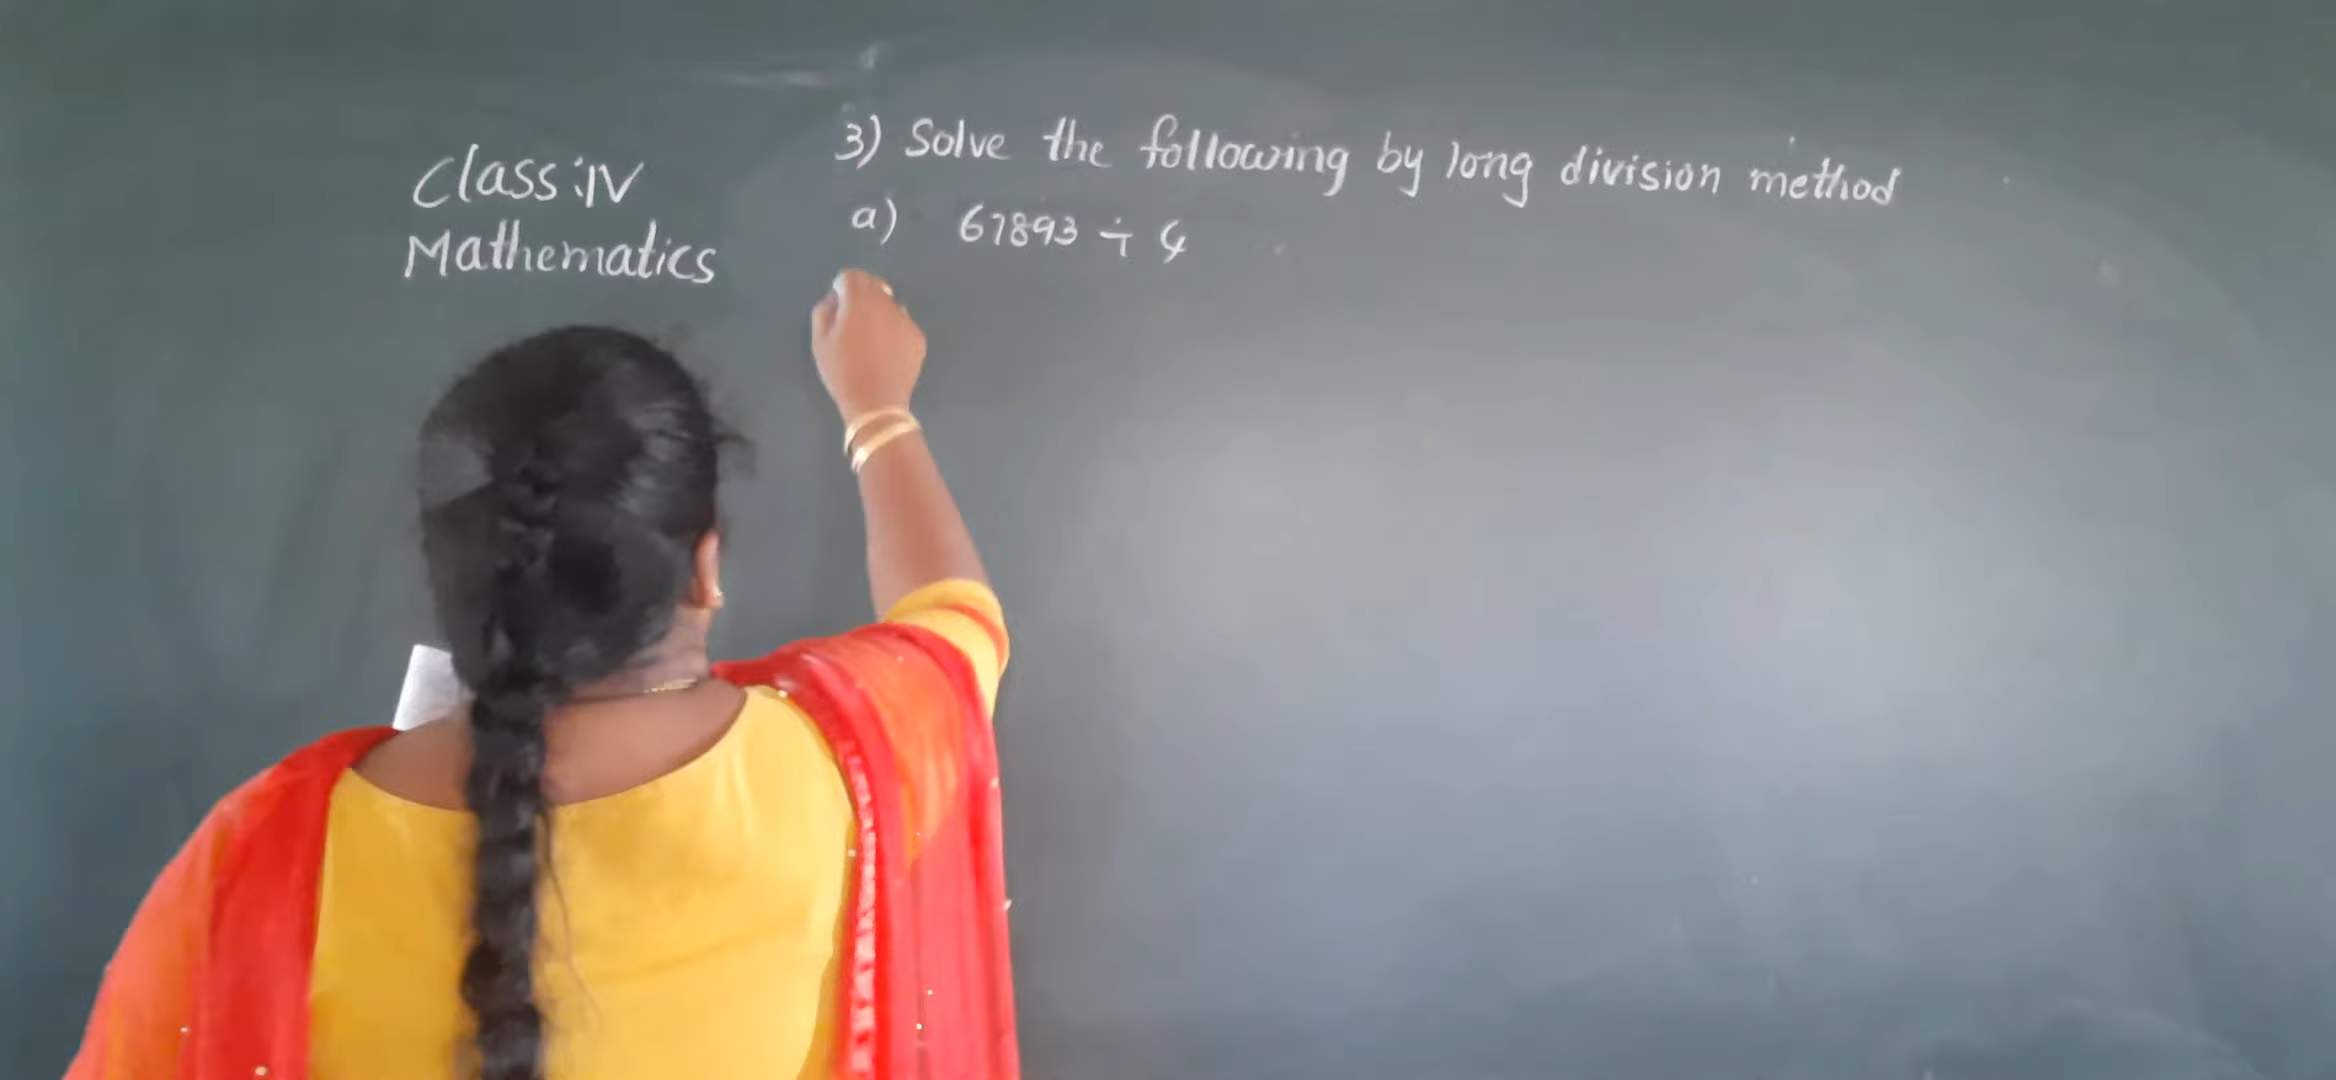 Class:IV
Mathematics
3) Solve the following by long division method
a) 67893 ÷ 4